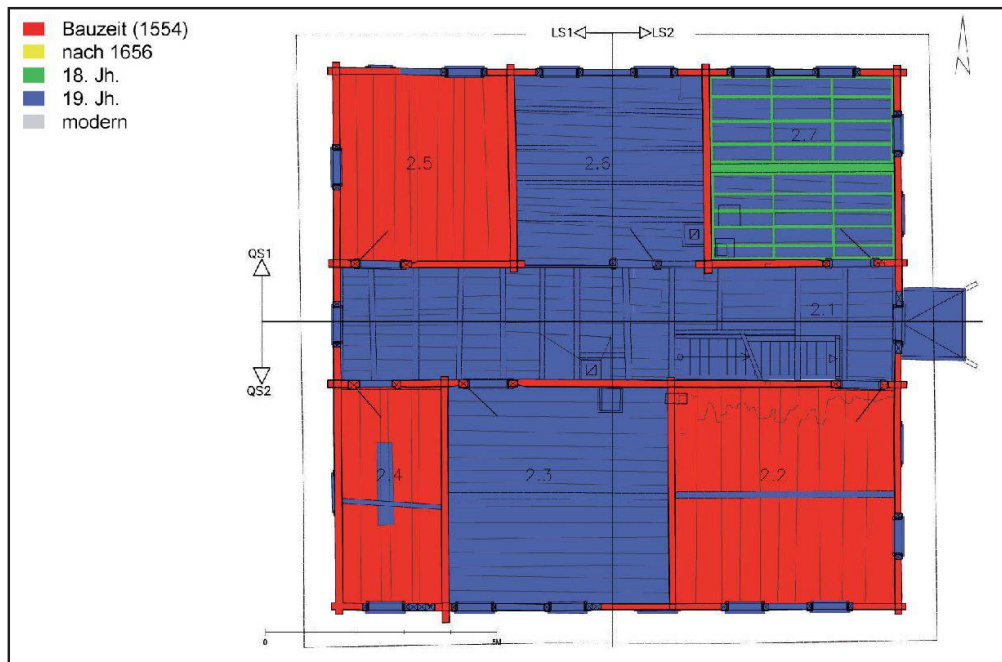 Bauzeit (1554)
nach 1656
18. Jh.
19. Jh.
modern
LS1 LS2
2.5
2.6
2.7
QS1
2.1
QS2
2.4
2.3
2.2
0 5M